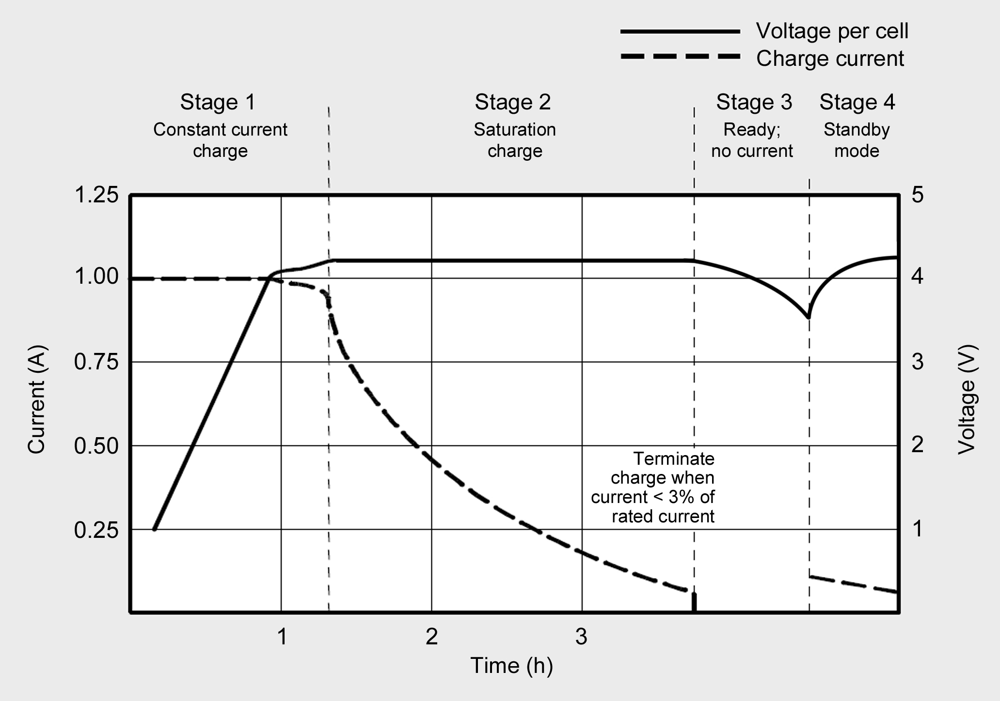 Voltage per cell
Charge current
Stage 1
Constant current
charge
Stage 2
Saturation
charge
Stage 3
Ready;
no current
Stage 4
Standby
mode
1.25
1.00
0.75
0.50
0.25
Current (A)
5
4
3
2
1
Voltage (V)
Terminate
charge when
current < 3% of
rated current
1
2
3
Time (h)